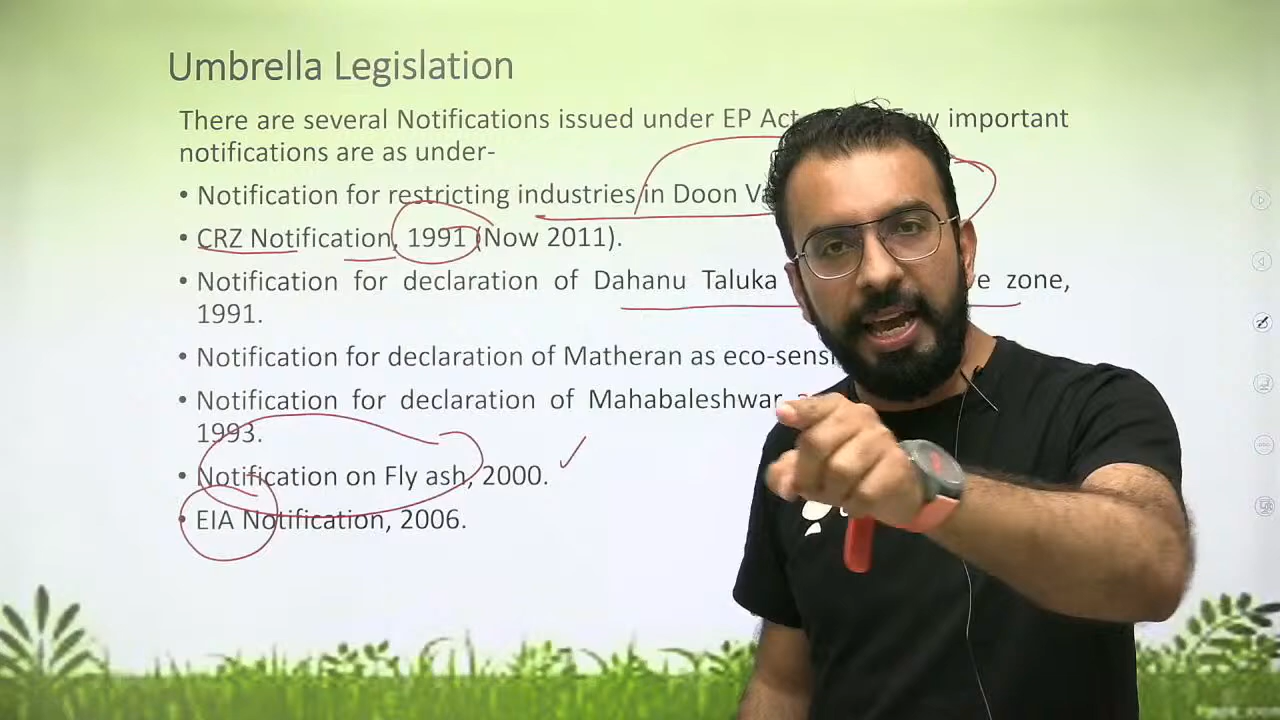 Umbrella Legislation
There are several Notifications issued under EP Act important
notifications are as under-
• Notification for restricting industries in Doon
• CRZ Notification, 1991 (Now 2011).
• Notification for declaration of Dahanu Taluka zone,
1991.
• Notification for declaration of Matheran as
• Notification for declaration of Mahabaleshwar
1993.
• Notification on Fly ash, 2000.
• EIA Notification, 2006.